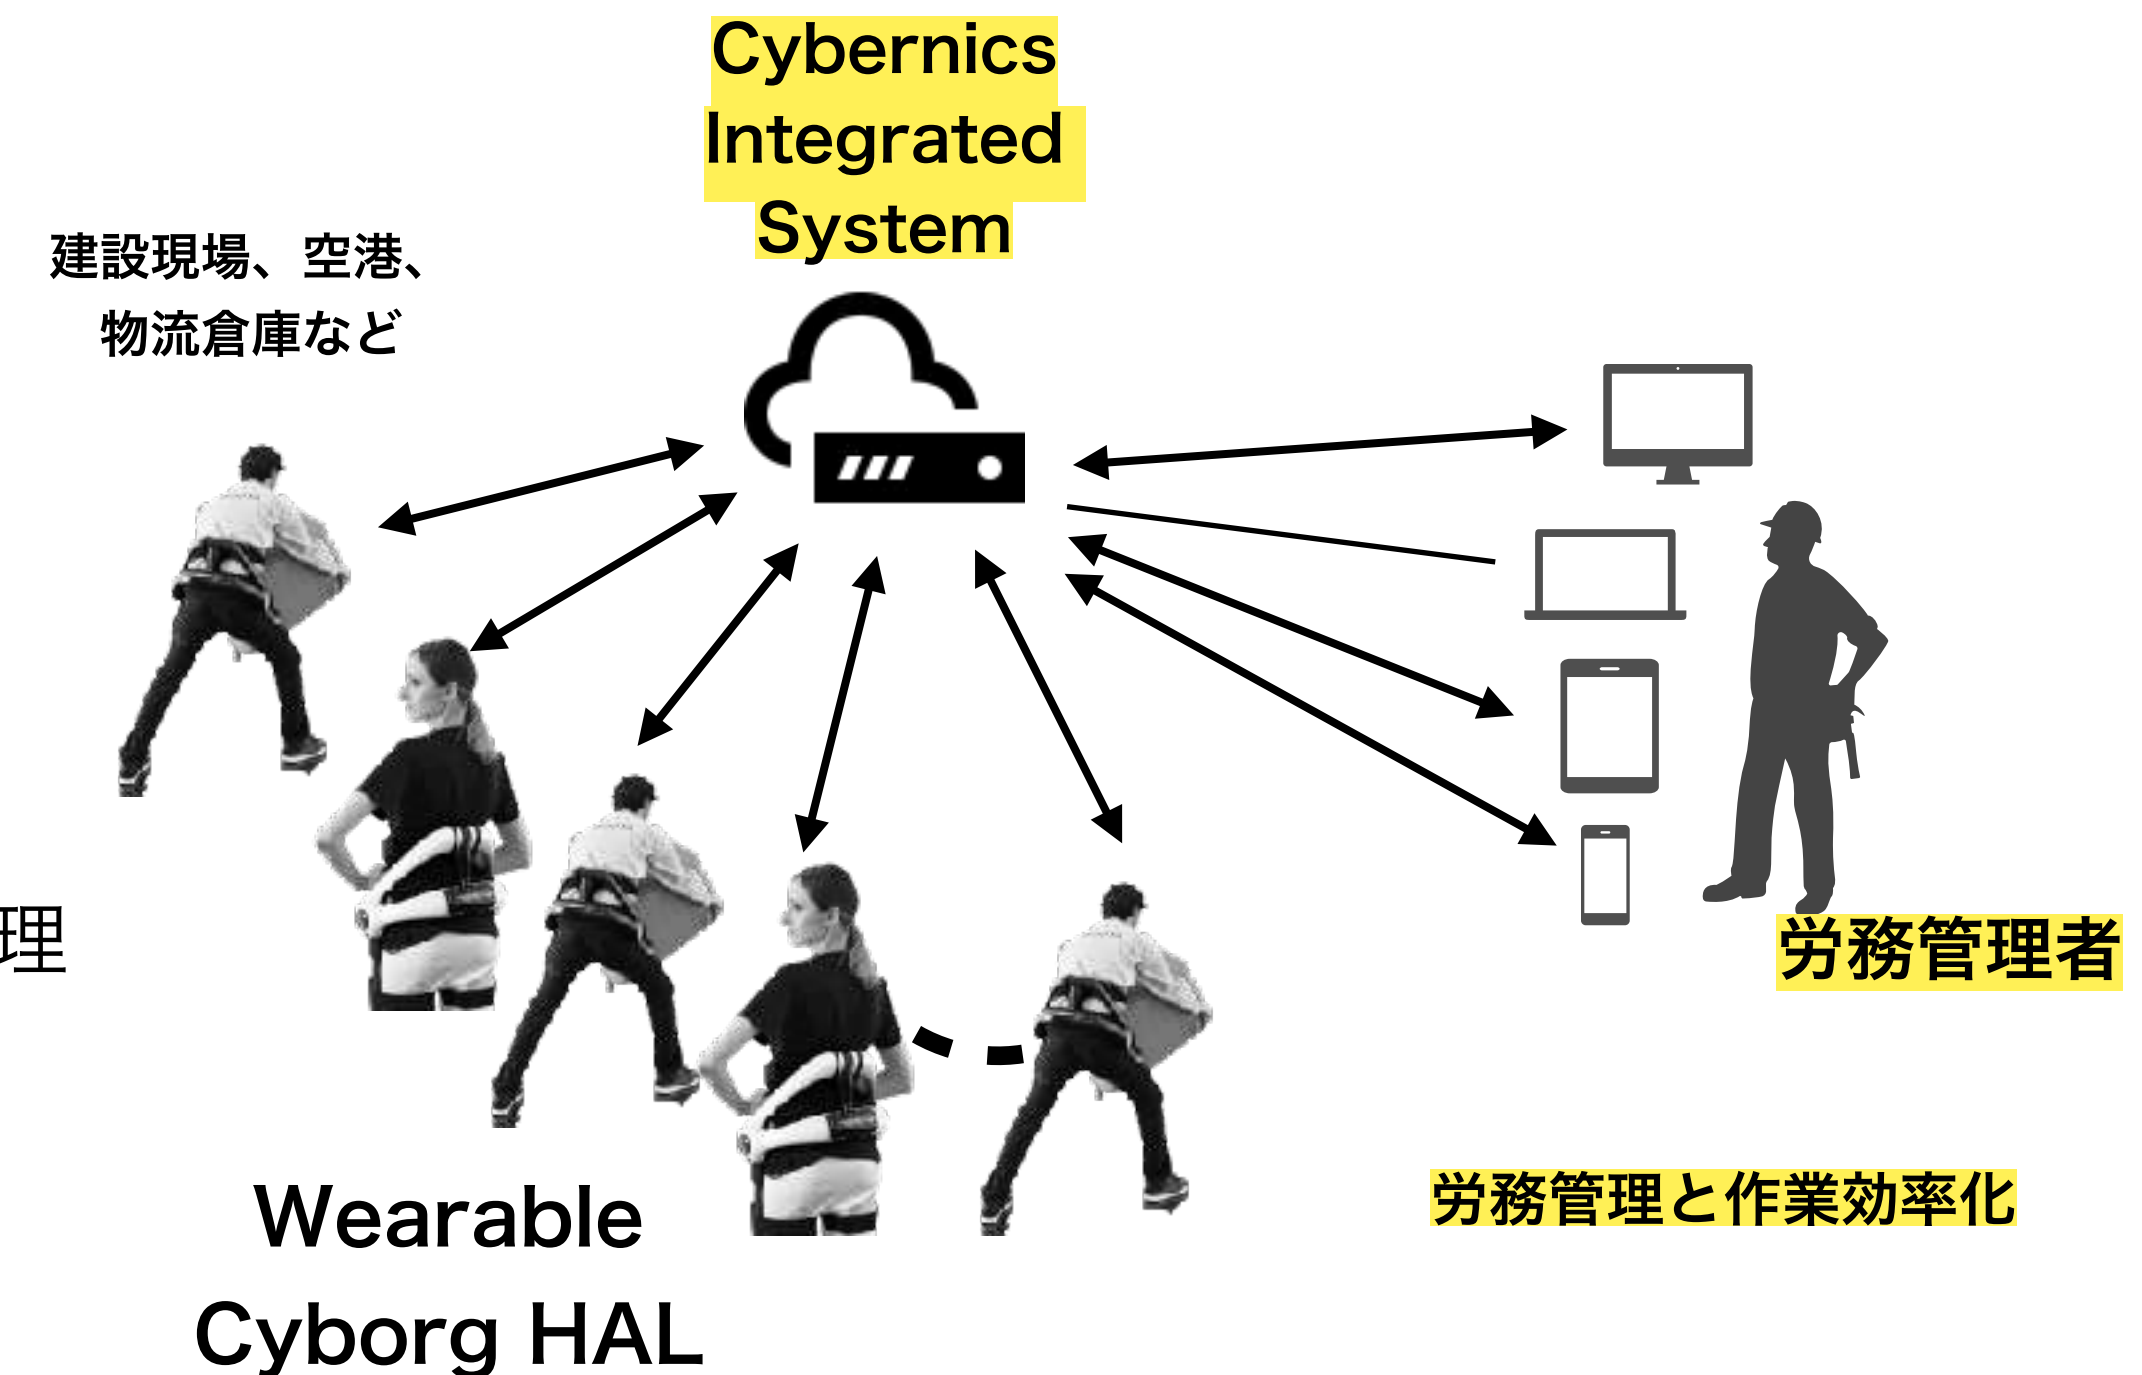 Cybernics
Integrated
System
建設現場、空港、
物流倉庫など
理
労務管理者
労務管理と作業効率化
Wearable
Cyborg HAL